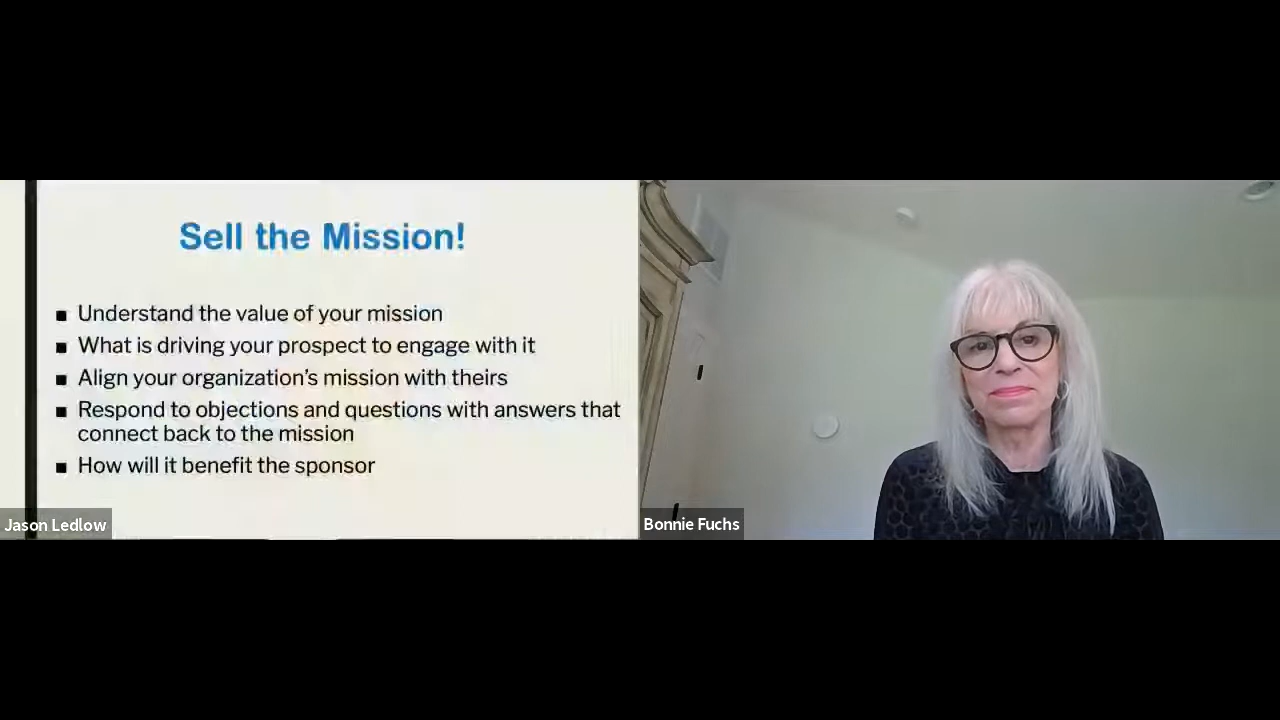 Sell the Mission!
Understand the value of your mission
What is driving your prospect to engage with it
Align your organization's mission with theirs
Respond to objections and questions with answers that
connect back to the mission
How will it benefit the sponsor
Jason Ledlow
Bonnie Fuchs